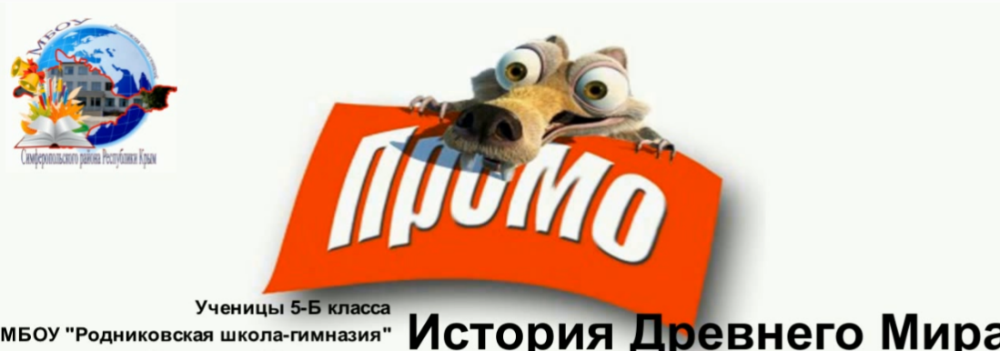 МБОУ
Симферопольского района Республики Крым
ПРОМО
Ученицы 5-Б класса
МБОУ "Родниковская школа-гимназия"
История Древнего Мира